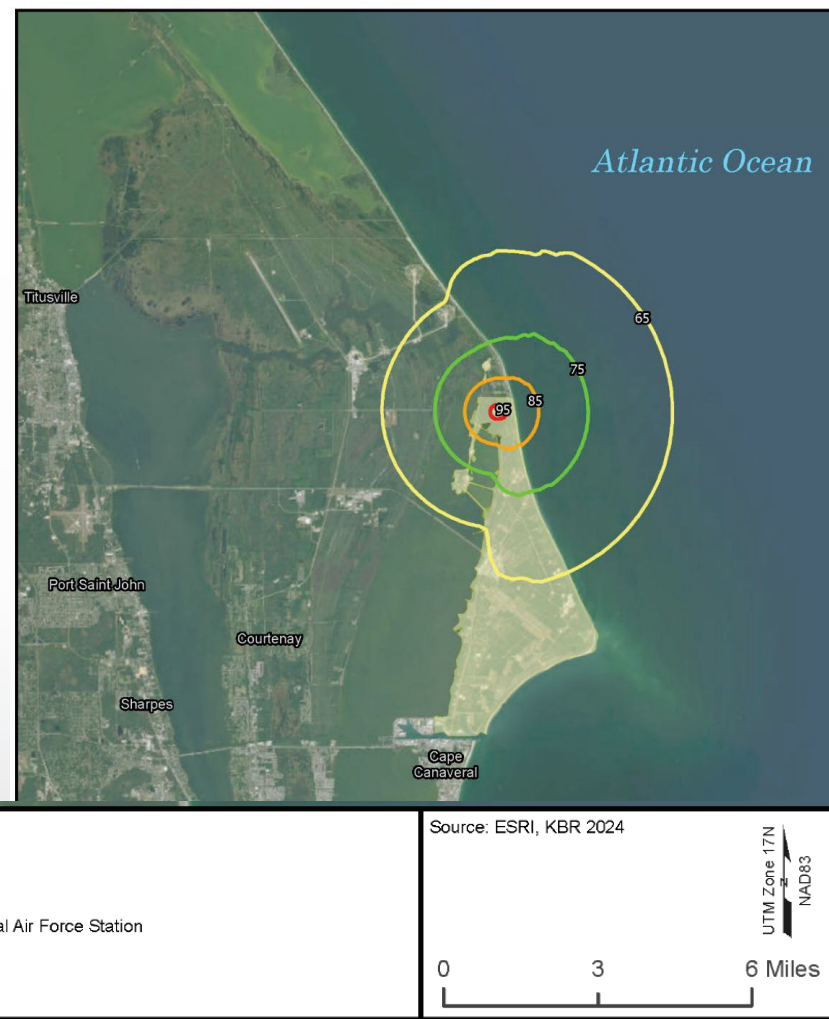 Atlantic Ocean
Titusville
65
75
85
95
Port Saint John
Courtenay
Sharpes
Cape
Canaveral
al Air Force Station
Source: ESRI, KBR 2024
UTM Zone 17N
N
NAD83
0 3 6 Miles